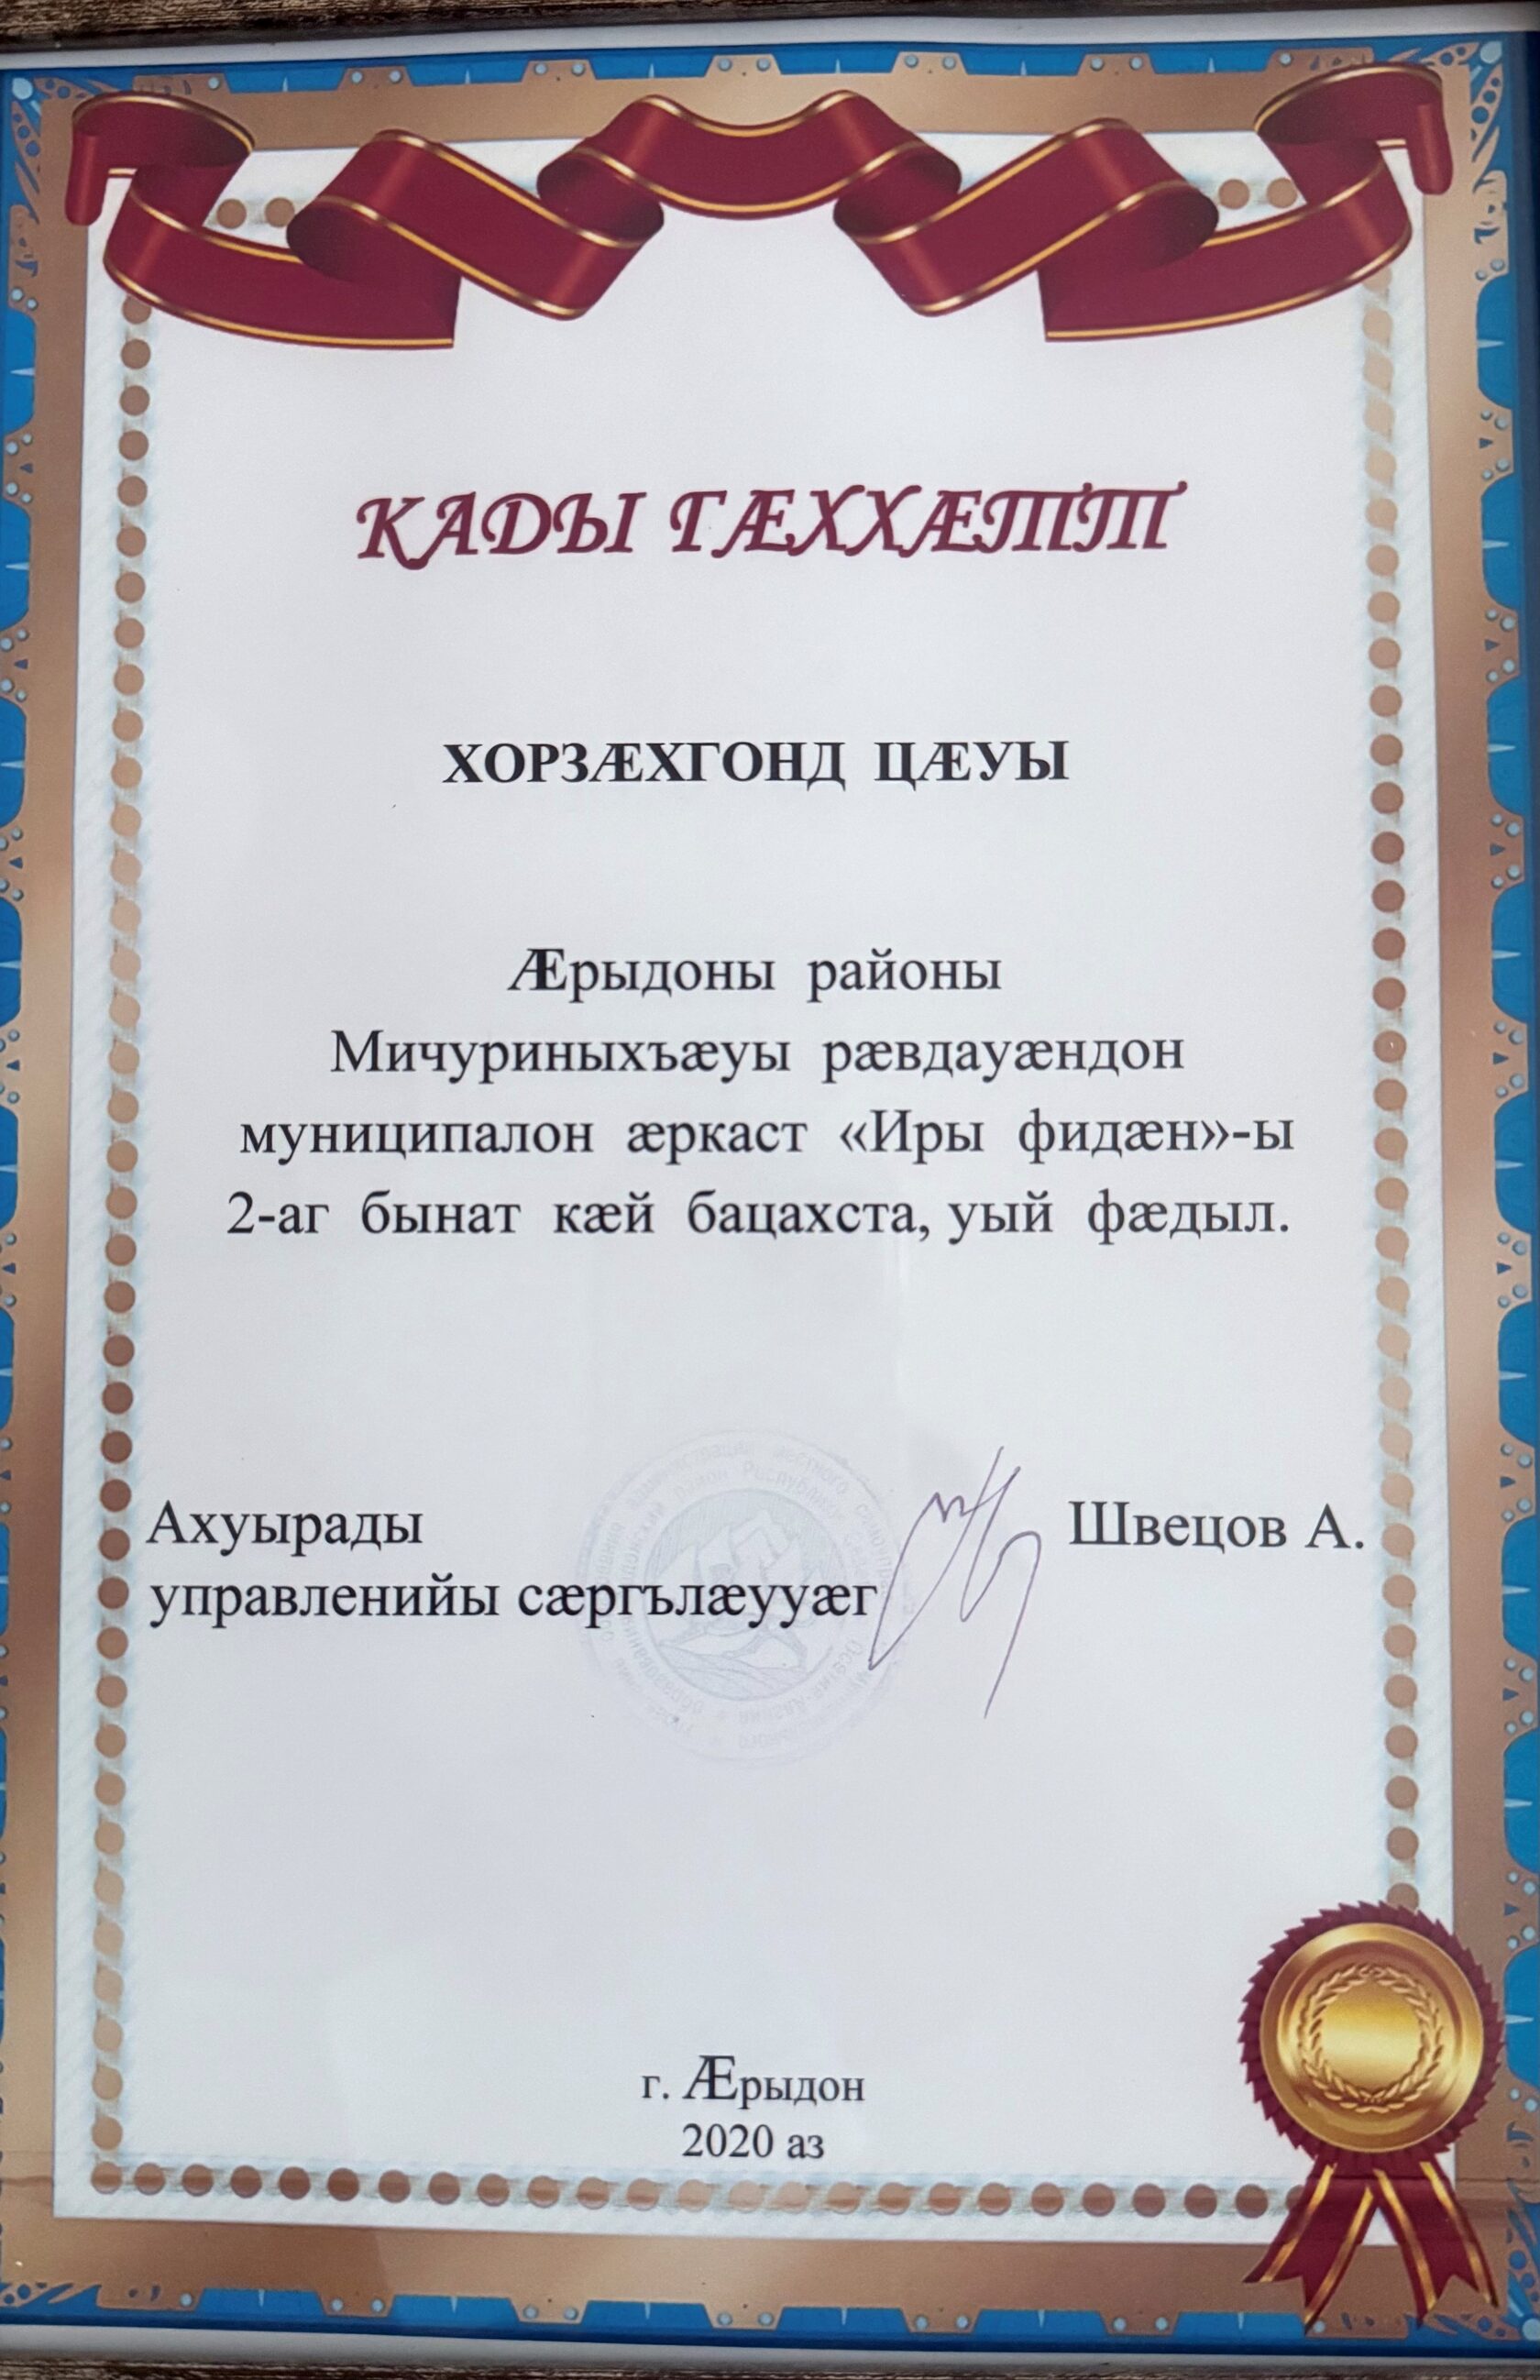 КАДЫ ГÆХХÆТТ
ХОРЗÆХГОНД ЦÆУЫ
Æрыдоны районы
Мичуриныхъæуы рæвдауæндон
муниципалон æркаст «Иры фидæн»-ы
2-аг бынат кæй бацахста, уый фæдыл.
Ахуырады
управленийы сæргълæууæг
Швецов А.
г. Æрыдон
2020 аз